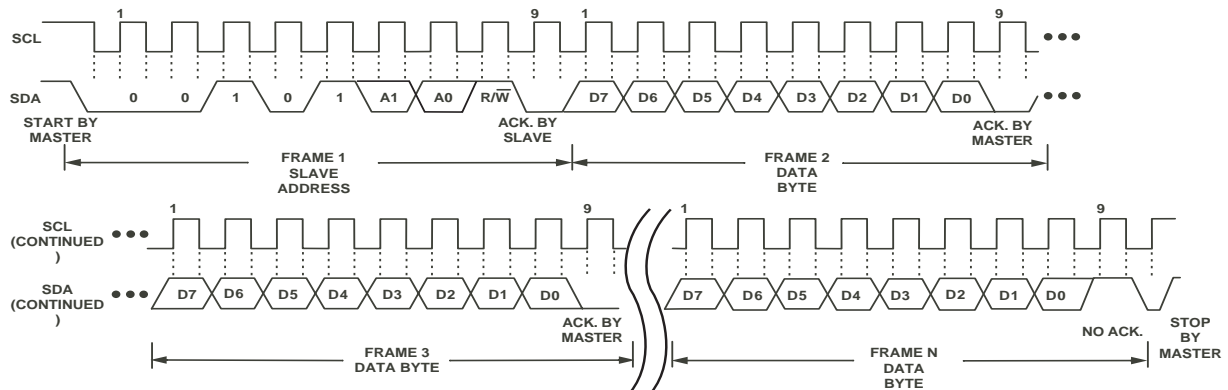 1 9 1 9
SCL
SDA 0 0 1 0 1 A1 A0 R/W̅ D7 D6 D5 D4 D3 D2 D1 D0
START BY
MASTER
ACK. BY
SLAVE
ACK. BY
MASTER
FRAME 1
SLAVE
ADDRESS
FRAME 2
DATA
BYTE
1 9 1 9
SCL
(CONTINUED
)
SDA
(CONTINUED
)
D7 D6 D5 D4 D3 D2 D1 D0 D7 D6 D5 D4 D3 D2 D1 D0
ACK. BY
MASTER
NO ACK.
STOP
BY
MASTER
FRAME 3
DATA BYTE
FRAME N
DATA
BYTE